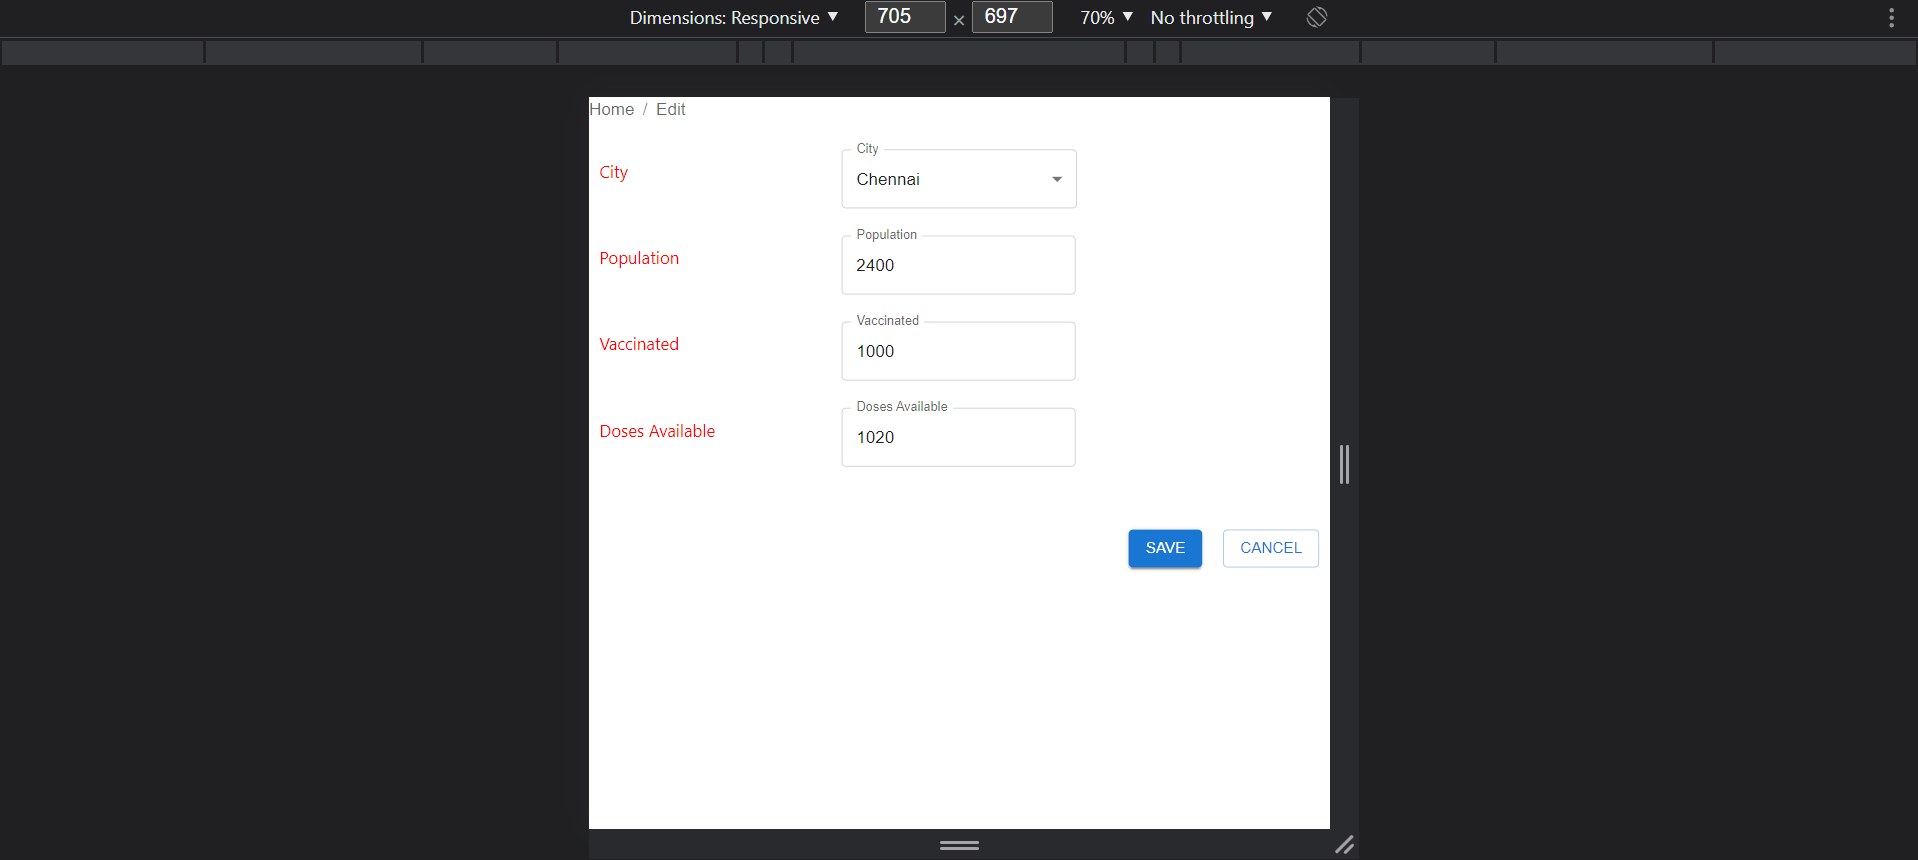 Dimensions: Responsive ▼ 705 × 697 70% ▼ No throttling ▼
Home / Edit
City
City
Chennai
Population
Population
2400
Vaccinated
Vaccinated
1000
Doses Available
Doses Available
1020
SAVE CANCEL